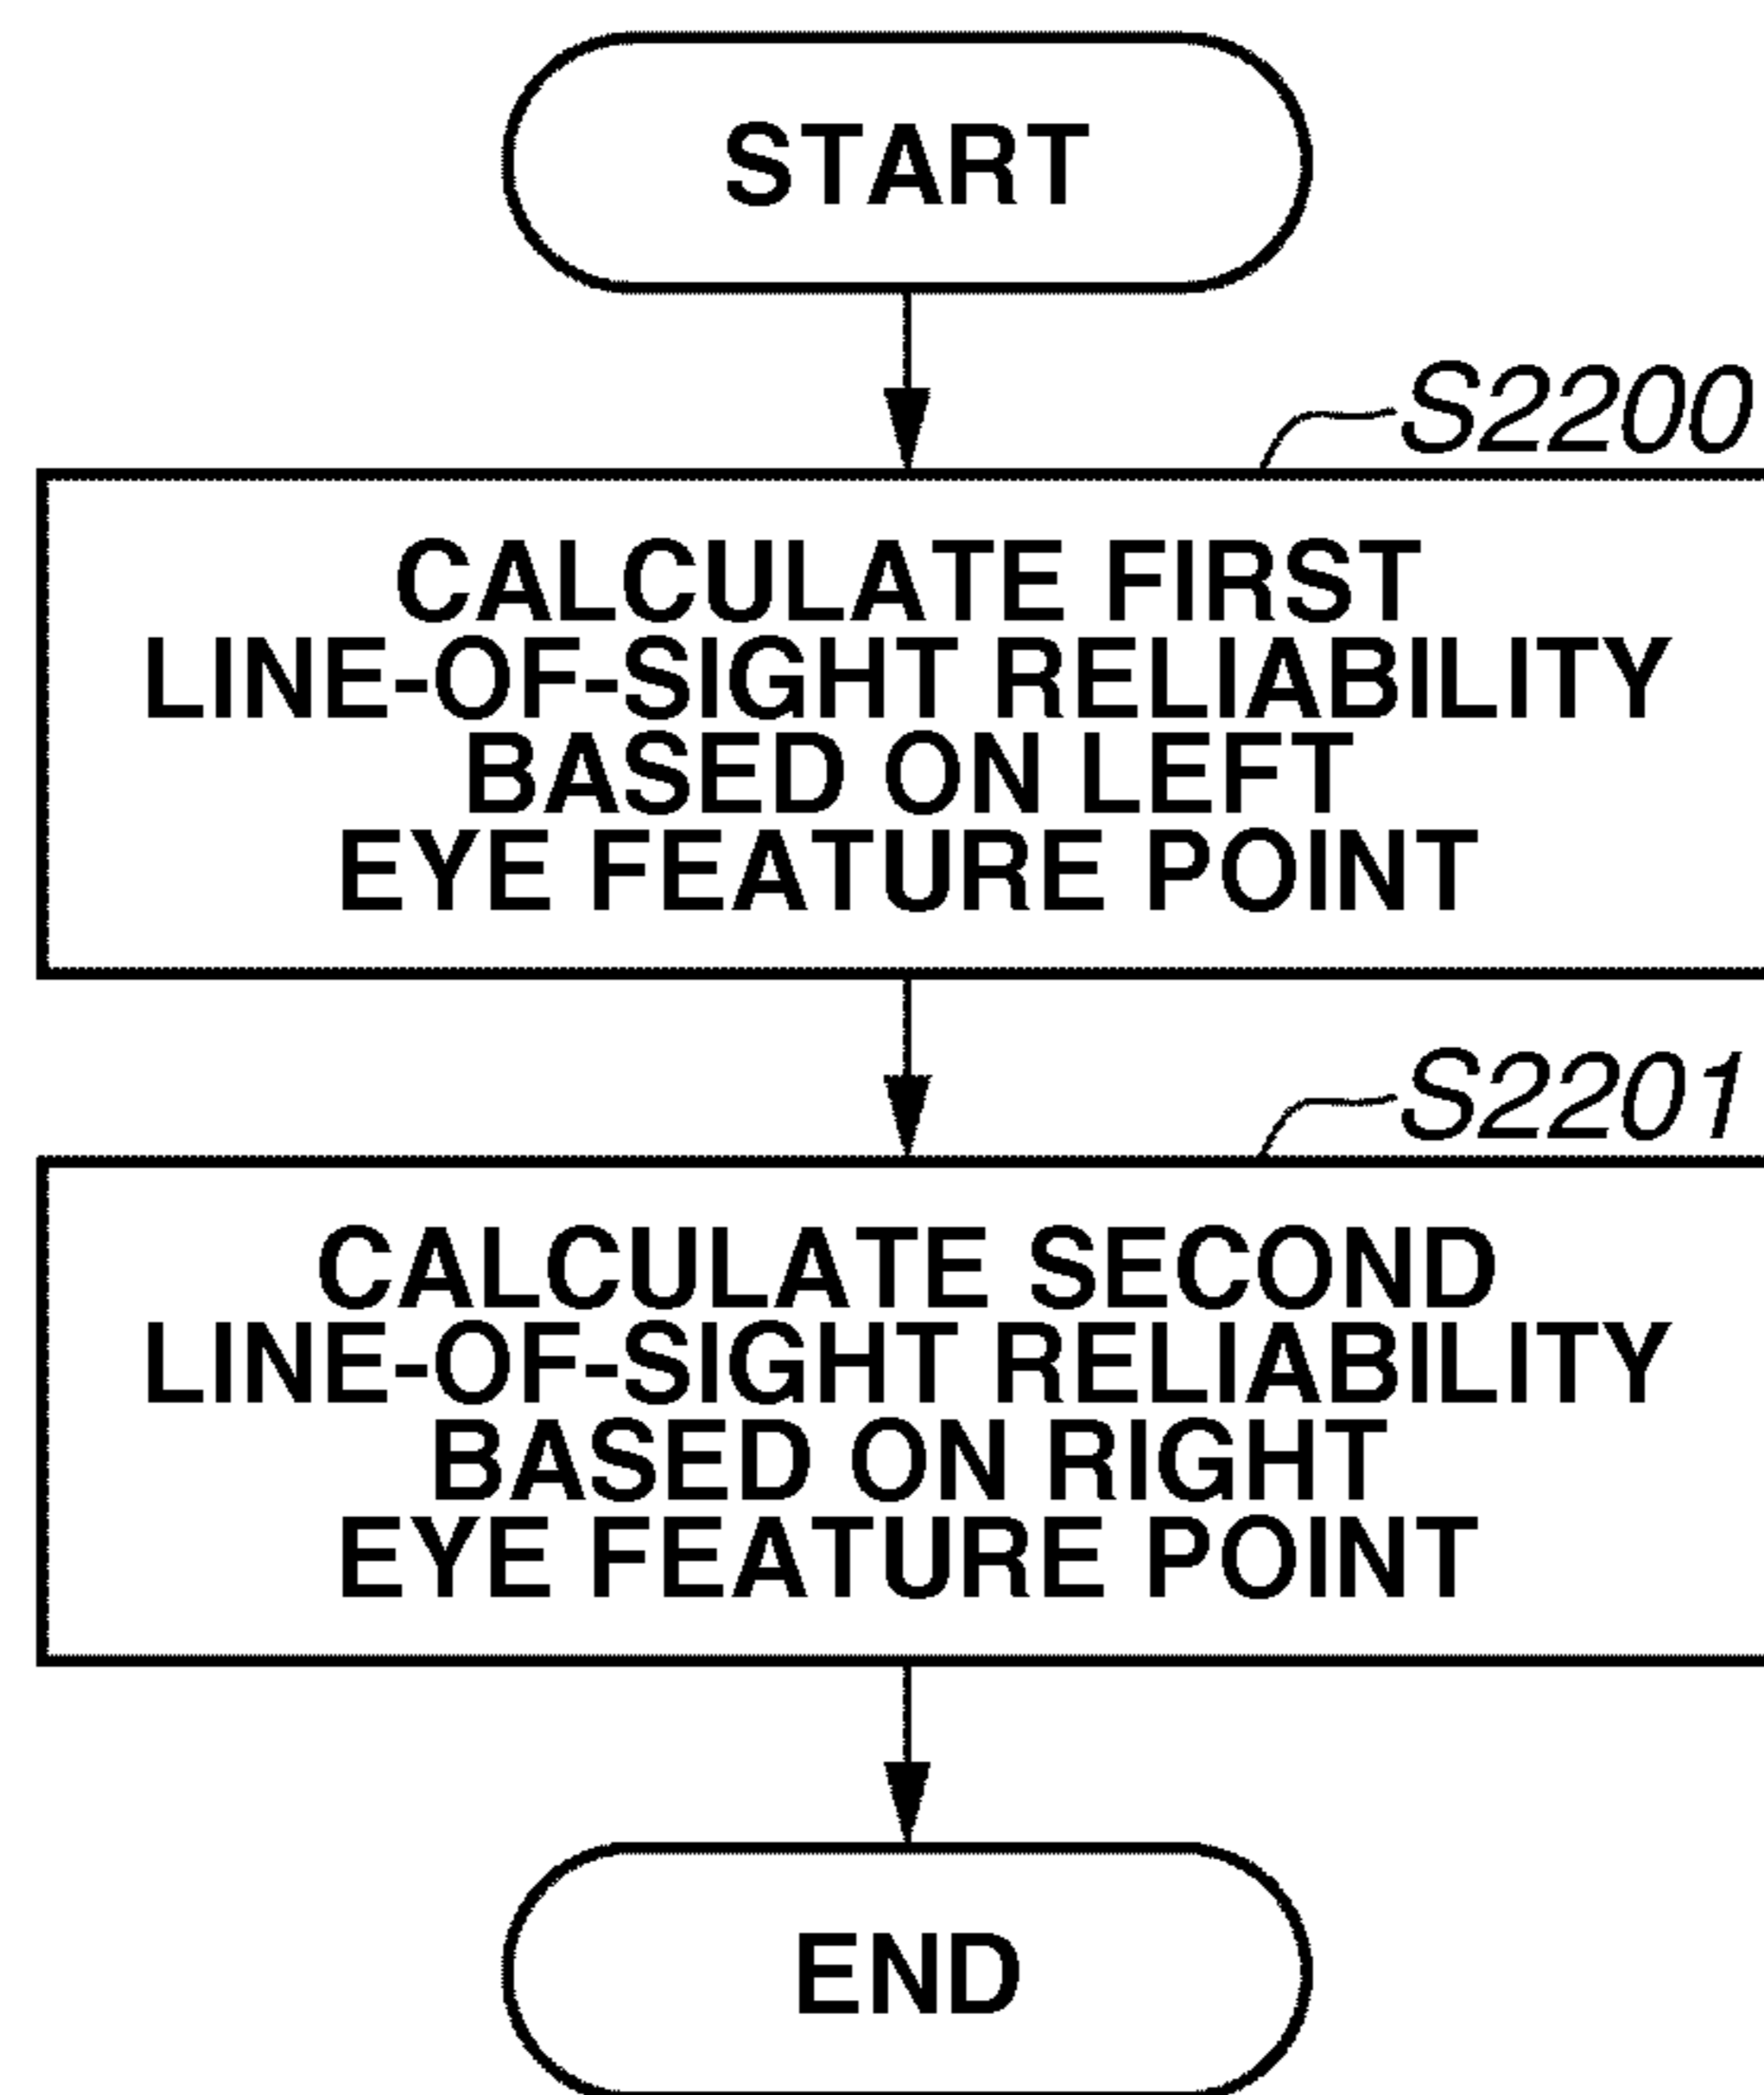 START
S2200
CALCULATE FIRST
LINE-OF-SIGHT RELIABILITY
BASED ON LEFT
EYE FEATURE POINT
S2201
CALCULATE SECOND
LINE-OF-SIGHT RELIABILITY
BASED ON RIGHT
EYE FEATURE POINT
END